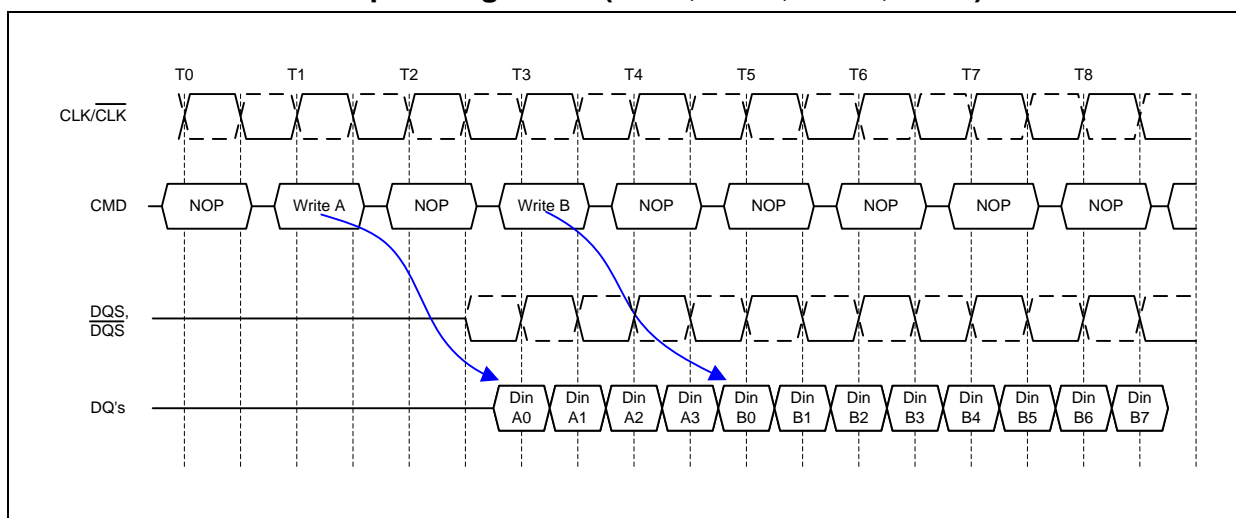 T0 T1 T2 T3 T4 T5 T6 T7 T8
CLK/CLK
CMD NOP Write A NOP Write B NOP NOP NOP NOP NOP
DQS,
DQS
DQ's Din A0 Din A1 Din A2 Din A3 Din B0 Din B1 Din B2 Din B3 Din B4 Din B5 Din B6 Din B7